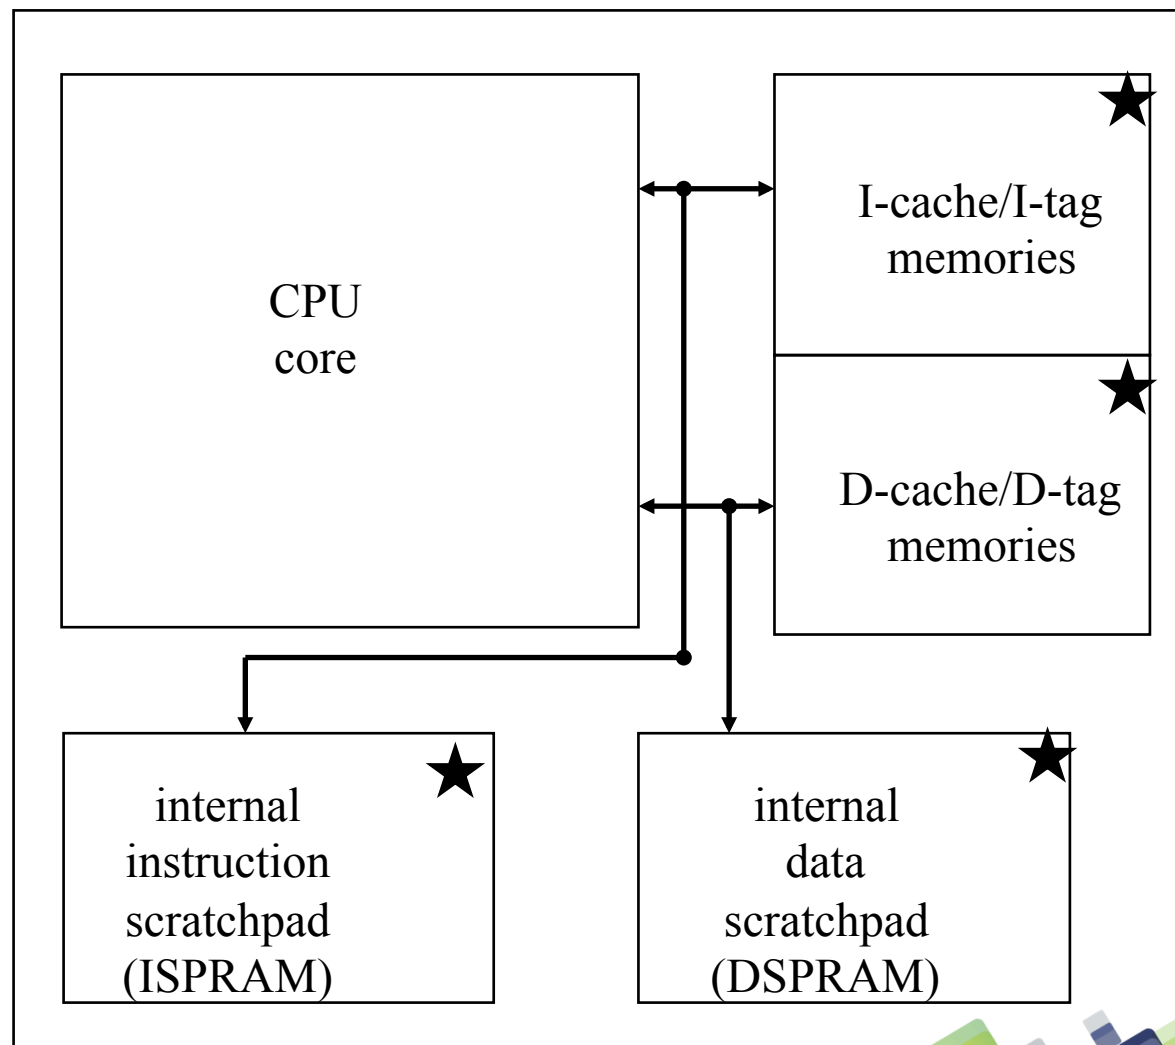 CPU
core
I-cache/I-tag
memories
D-cache/D-tag
memories
internal
instruction
scratchpad
(ISPRAM)
internal
data
scratchpad
(DSPRAM)